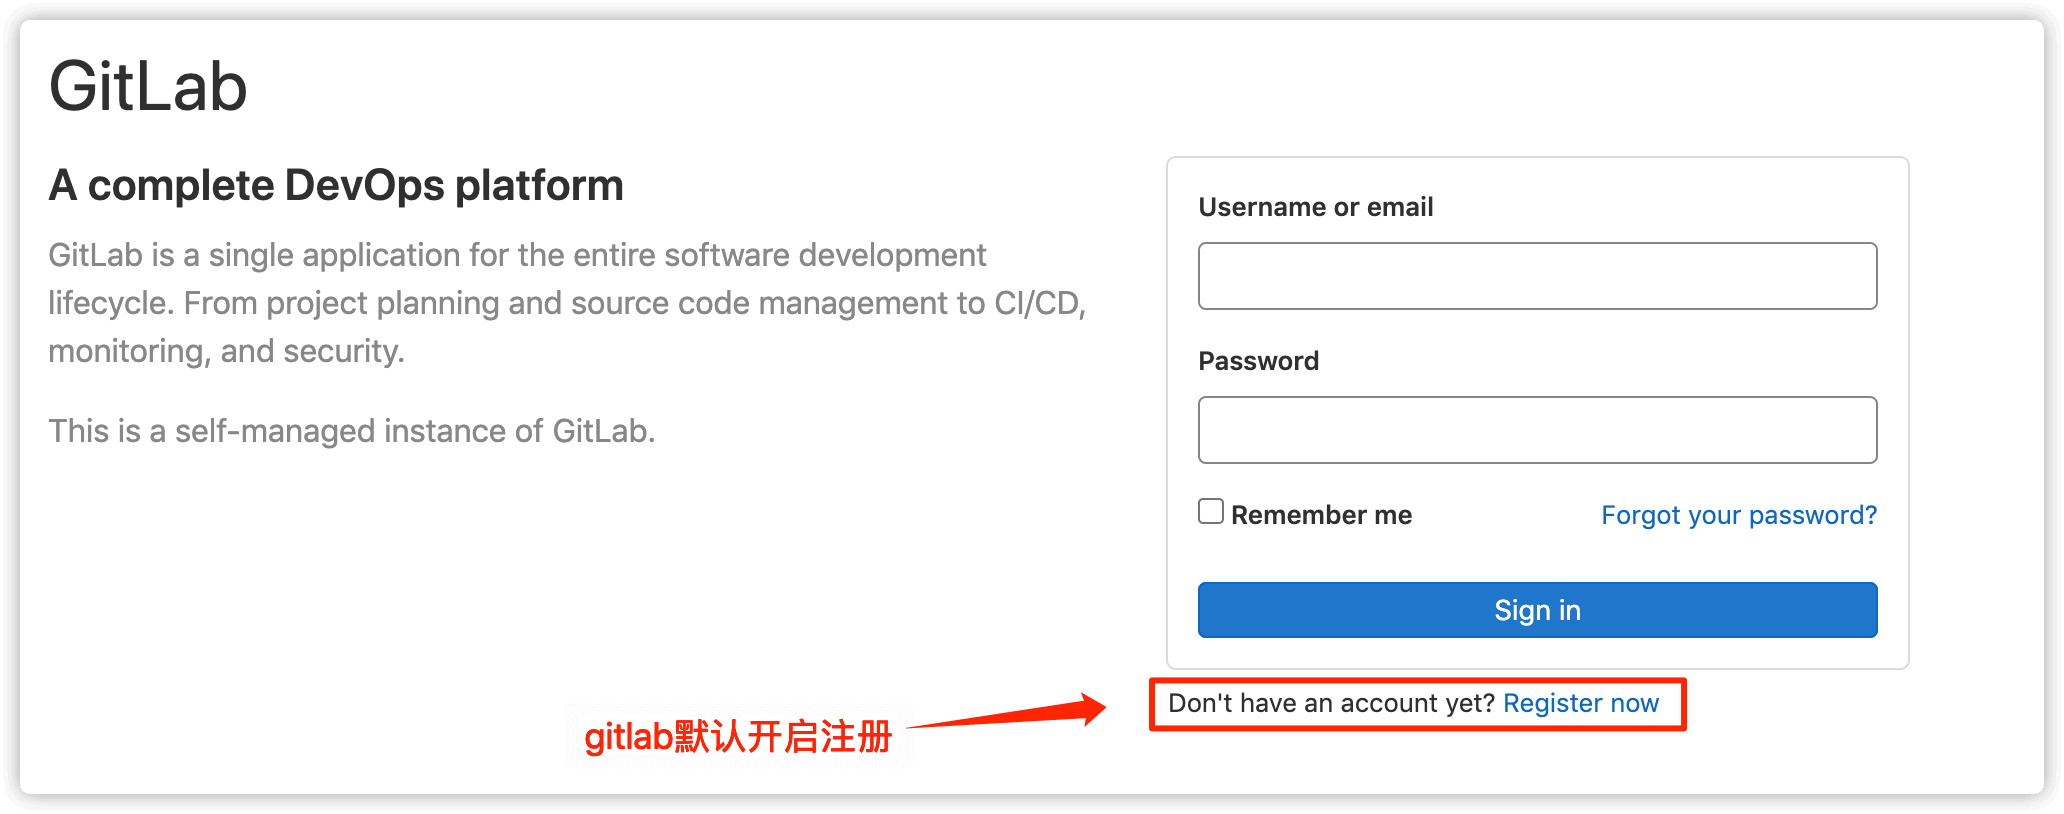 GitLab
A complete DevOps platform
GitLab is a single application for the entire software development
lifecycle. From project planning and source code management to CI/CD,
monitoring, and security.
This is a self-managed instance of GitLab.
Username or email
Password
Remember me
Forgot your password?
Sign in
Don't have an account yet? Register now
gitlab默认开启注册